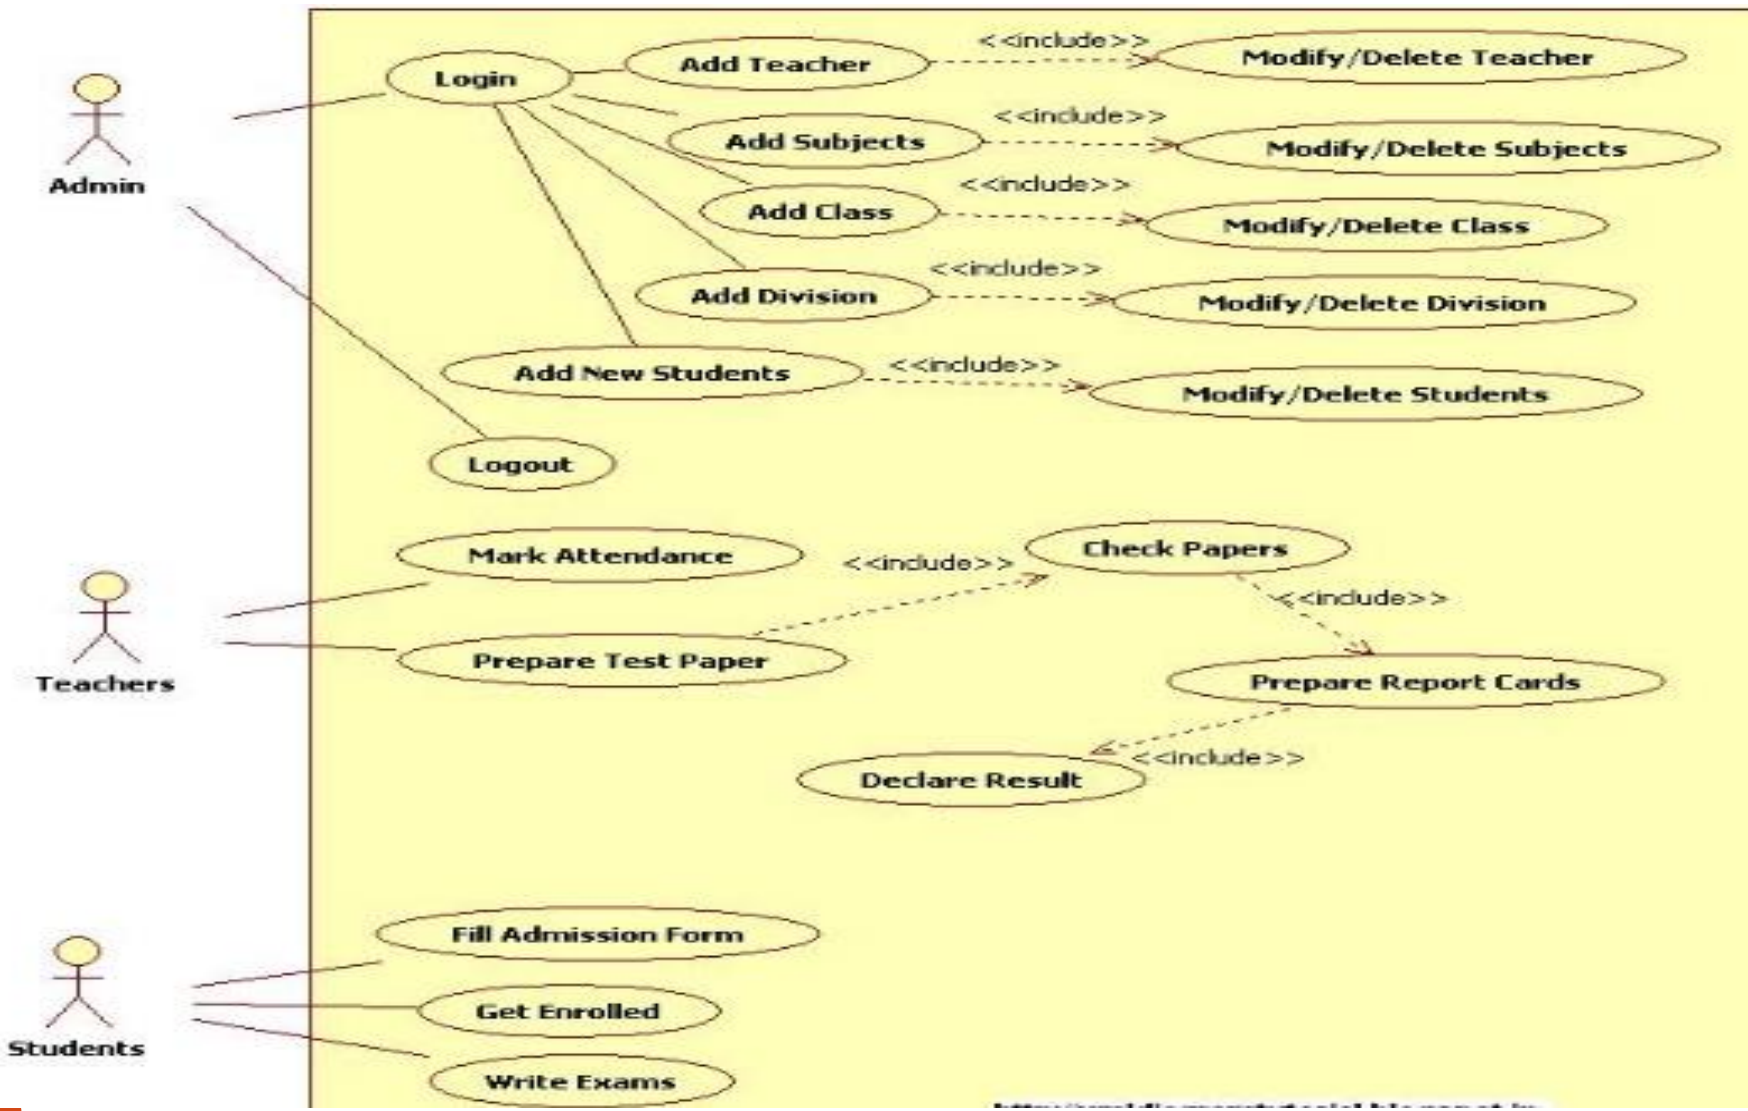 Admin
Login
Add Teacher
<<include>>
Modify/Delete Teacher
Add Subjects
<<include>>
Modify/Delete Subjects
Add Class
<<include>>
Modify/Delete Class
Add Division
<<include>>
Modify/Delete Division
Add New Students
<<include>>
Modify/Delete Students
Logout
Teachers
Mark Attendance
Prepare Test Paper
<<include>>
Check Papers
<<include>>
Prepare Report Cards
<<include>>
Declare Result
Students
Fill Admission Form
Get Enrolled
Write Exams